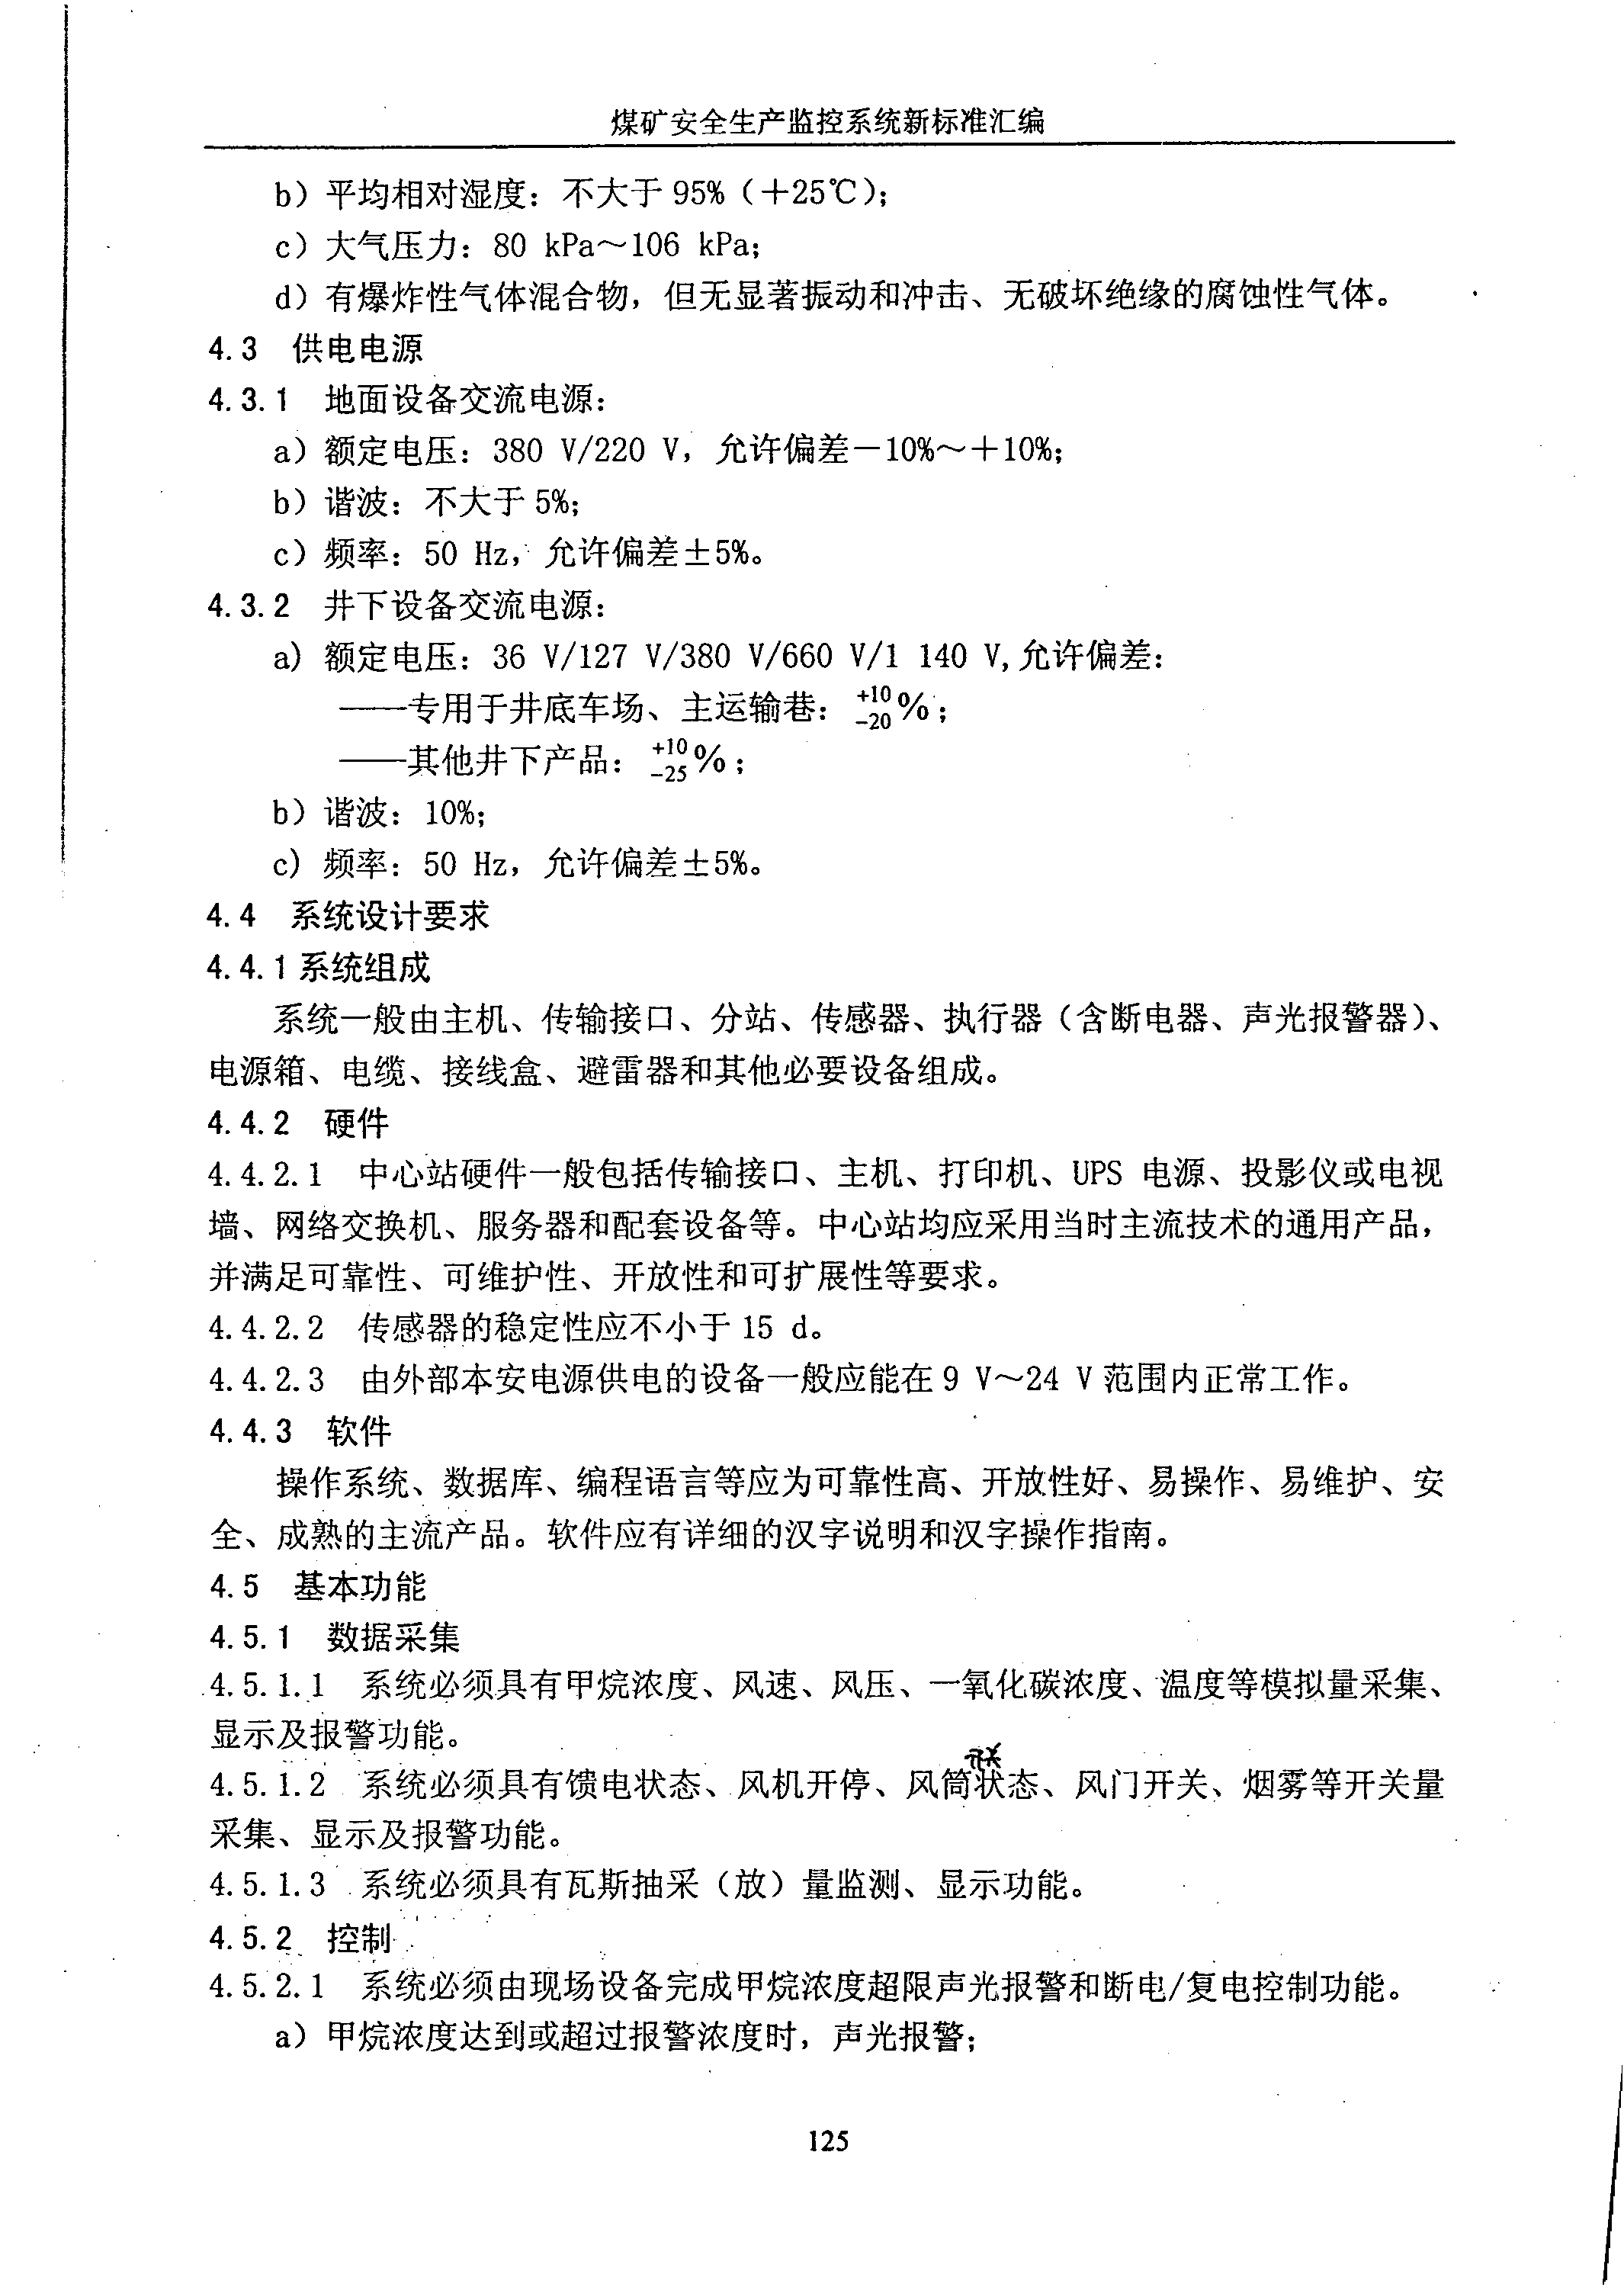 煤矿安全生产监控系统新标准汇编
b）平均相对湿度：不大于 95%（＋25℃）；
c）大气压力：80 kPa～106 kPa；
d）有爆炸性气体混合物，但无显著振动和冲击、无破坏绝缘的腐蚀性气体。
4.3 供电电源
4.3.1 地面设备交流电源：
a）额定电压：380 V/220 V，允许偏差－10%～＋10%；
b）谐波：不大于 5%；
c）频率：50 Hz，允许偏差±5%。
4.3.2 井下设备交流电源：
a) 额定电压：36 V/127 V/380 V/660 V/1 140 V,允许偏差：
——专用于井底车场、主运输巷：+10 -20 %；
——其他井下产品：+10 -25 %；
b）谐波：10%；
c) 频率：50 Hz，允许偏差±5%。
4.4 系统设计要求
4.4.1系统组成
系统一般由主机、传输接口、分站、传感器、执行器（含断电器、声光报警器）、
电源箱、电缆、接线盒、避雷器和其他必要设备组成。
4.4.2 硬件
4.4.2.1 中心站硬件一般包括传输接口、主机、打印机、UPS 电源、投影仪或电视
墙、网络交换机、服务器和配套设备等。中心站均应采用当时主流技术的通用产品，
并满足可靠性、可维护性、开放性和可扩展性等要求。
4.4.2.2 传感器的稳定性应不小于 15 d。
4.4.2.3 由外部本安电源供电的设备一般应能在 9 V～24 V 范围内正常工作。
4.4.3 软件
操作系统、数据库、编程语言等应为可靠性高、开放性好、易操作、易维护、安
全、成熟的主流产品。软件应有详细的汉字说明和汉字操作指南。
4.5 基本功能
4.5.1 数据采集
4.5.1.1 系统必须具有甲烷浓度、风速、风压、一氧化碳浓度、温度等模拟量采集、
显示及报警功能。
开关
4.5.1.2 系统必须具有馈电状态、风机开停、风筒状态、风门开关、烟雾等开关量
采集、显示及报警功能。
4.5.1.3 系统必须具有瓦斯抽采（放）量监测、显示功能。
4.5.2 控制
4.5.2.1 系统必须由现场设备完成甲烷浓度超限声光报警和断电/复电控制功能。
a）甲烷浓度达到或超过报警浓度时，声光报警；
125